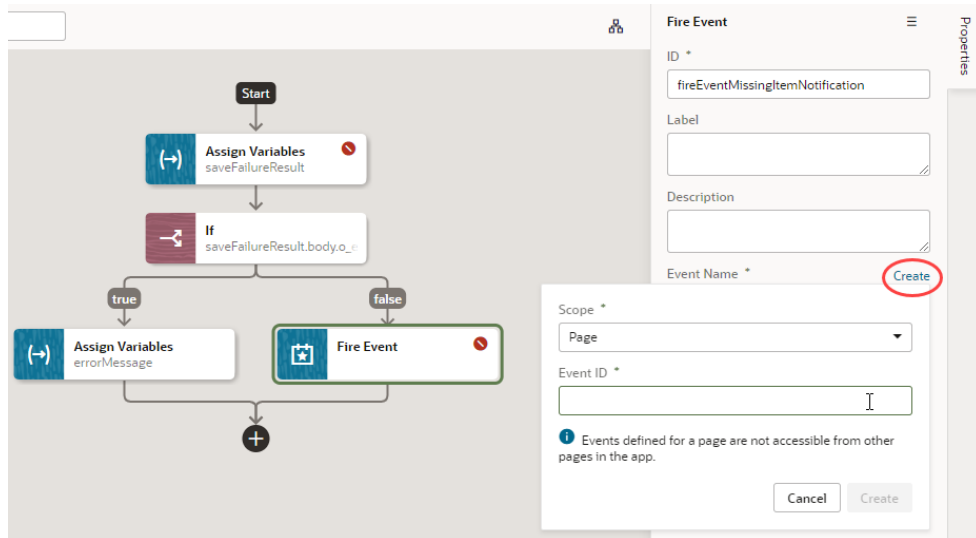 Start
Assign Variables
saveFailureResult
If
saveFailureResult.body.o_e
true
false
Assign Variables
errorMessage
Fire Event
Fire Event
ID *
fireEventMissingItemNotification
Label
Description
Event Name * Create
Scope *
Page
Event ID *
Events defined for a page are not accessible from other
pages in the app.
Cancel Create
Properties